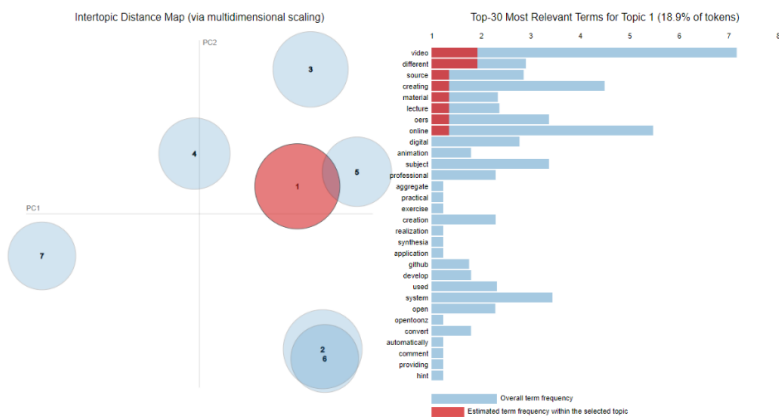 Intertopic Distance Map (via multidimensional scaling)
PC2
PC1
3
4
1
5
7
2
6
Top-30 Most Relevant Terms for Topic 1 (18.9% of tokens)
1 2 3 4 5 6 7 8
video
different
source
creating
material
lecture
oers
online
digital
animation
subject
professional
aggregate
practical
exercise
creation
realization
synthesia
application
github
develop
used
system
open
opentoonz
convert
automatically
comment
providing
hint
Overall term frequency
Estimated term frequency within the selected topic